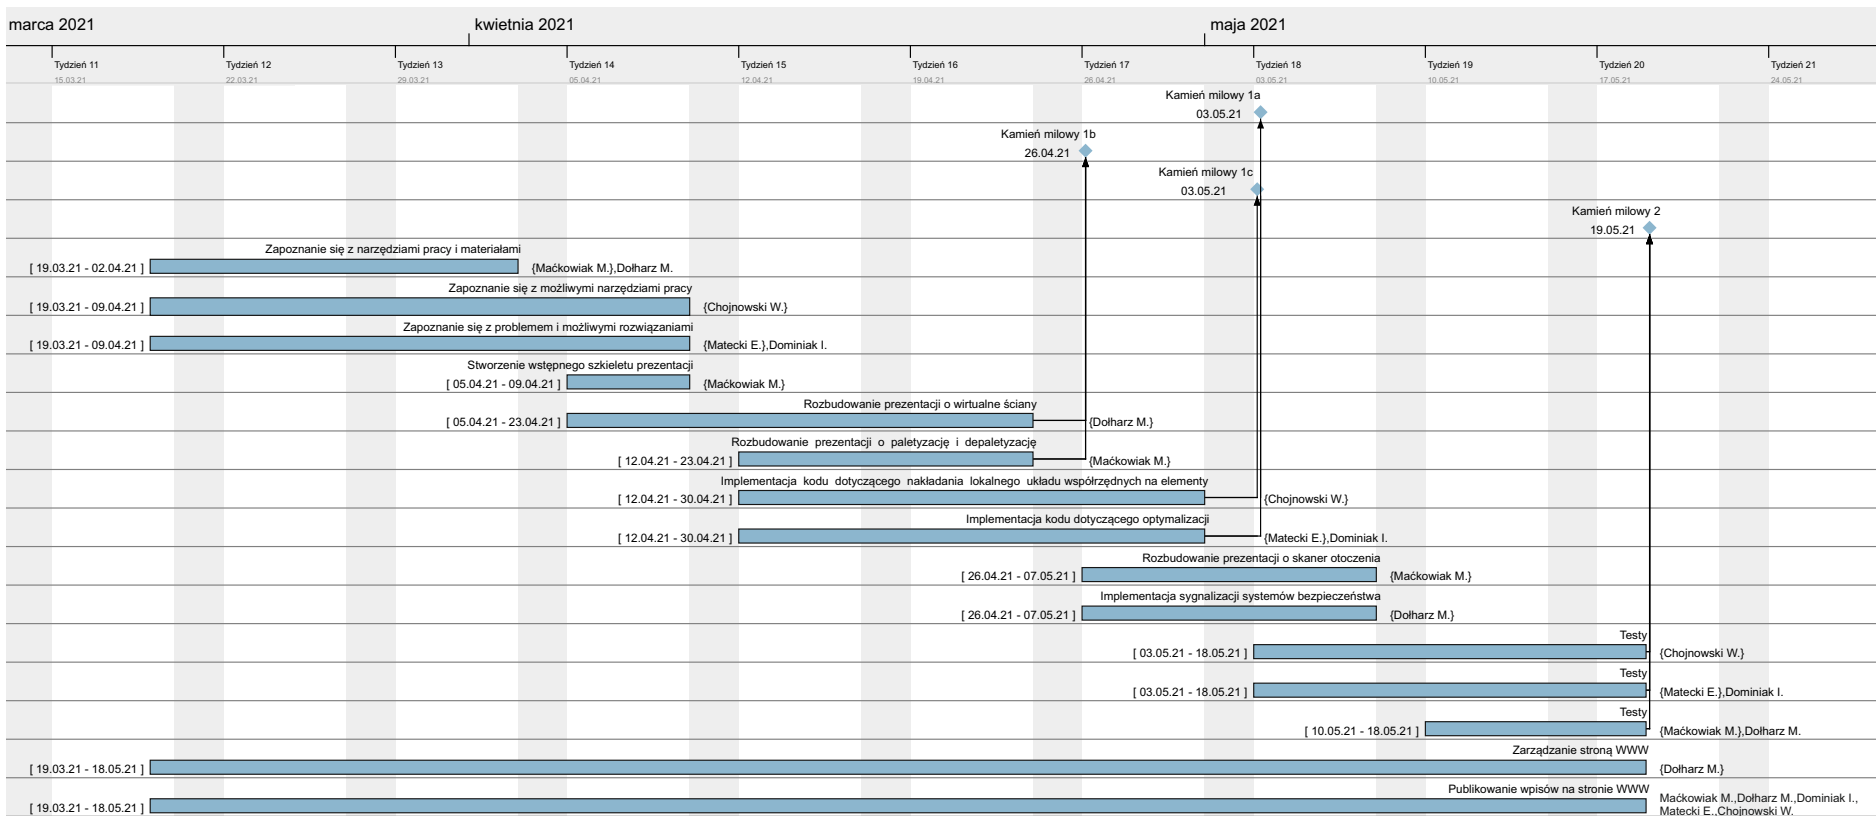 marca 2021
kwietnia 2021
maja 2021
Tydzień 11
Tydzień 12
Tydzień 13
Tydzień 14
Tydzień 15
Tydzień 16
Tydzień 17
Tydzień 18
Tydzień 19
Tydzień 20
Tydzień 21
15.03.21
22.03.21
29.03.21
05.04.21
12.04.21
19.04.21
26.04.21
03.05.21
10.05.21
17.05.21
24.05.21
Kamień milowy 1a
03.05.21
Kamień milowy 1b
26.04.21
Kamień milowy 1c
03.05.21
Kamień milowy 2
19.05.21
Zapoznanie się z narzędziami pracy i materiałami
[ 19.03.21 - 02.04.21 ]
{Maćkowiak M.},Dołharz M.
Zapoznanie się z możliwymi narzędziami pracy
[ 19.03.21 - 09.04.21 ]
{Chojnowski W.}
Zapoznanie się z problemem i możliwymi rozwiązaniami
[ 19.03.21 - 09.04.21 ]
{Matecki E.},Dominiak I.
Stworzenie wstępnego szkieletu prezentacji
[ 05.04.21 - 09.04.21 ]
{Maćkowiak M.}
Rozbudowanie prezentacji o wirtualne ściany
[ 05.04.21 - 23.04.21 ]
{Dołharz M.}
Rozbudowanie prezentacji o paletyzację i depaletyzację
[ 12.04.21 - 23.04.21 ]
{Maćkowiak M.}
Implementacja kodu dotyczącego nakładania lokalnego układu współrzędnych na elementy
[ 12.04.21 - 30.04.21 ]
{Chojnowski W.}
Implementacja kodu dotyczącego optymalizacji
[ 12.04.21 - 30.04.21 ]
{Matecki E.},Dominiak I.
Rozbudowanie prezentacji o skaner otoczenia
[ 26.04.21 - 07.05.21 ]
{Maćkowiak M.}
Implementacja sygnalizacji systemów bezpieczeństwa
[ 26.04.21 - 07.05.21 ]
{Dołharz M.}
Testy
[ 03.05.21 - 18.05.21 ]
{Chojnowski W.}
Testy
[ 03.05.21 - 18.05.21 ]
{Matecki E.},Dominiak I.
Testy
[ 10.05.21 - 18.05.21 ]
{Maćkowiak M.},Dołharz M.
Zarządzanie stroną WWW
[ 19.03.21 - 18.05.21 ]
{Dołharz M.}
Publikowanie wpisów na stronie WWW
[ 19.03.21 - 18.05.21 ]
Maćkowiak M.,Dołharz M.,Dominiak I.,
Matecki E.,Chojnowski W.